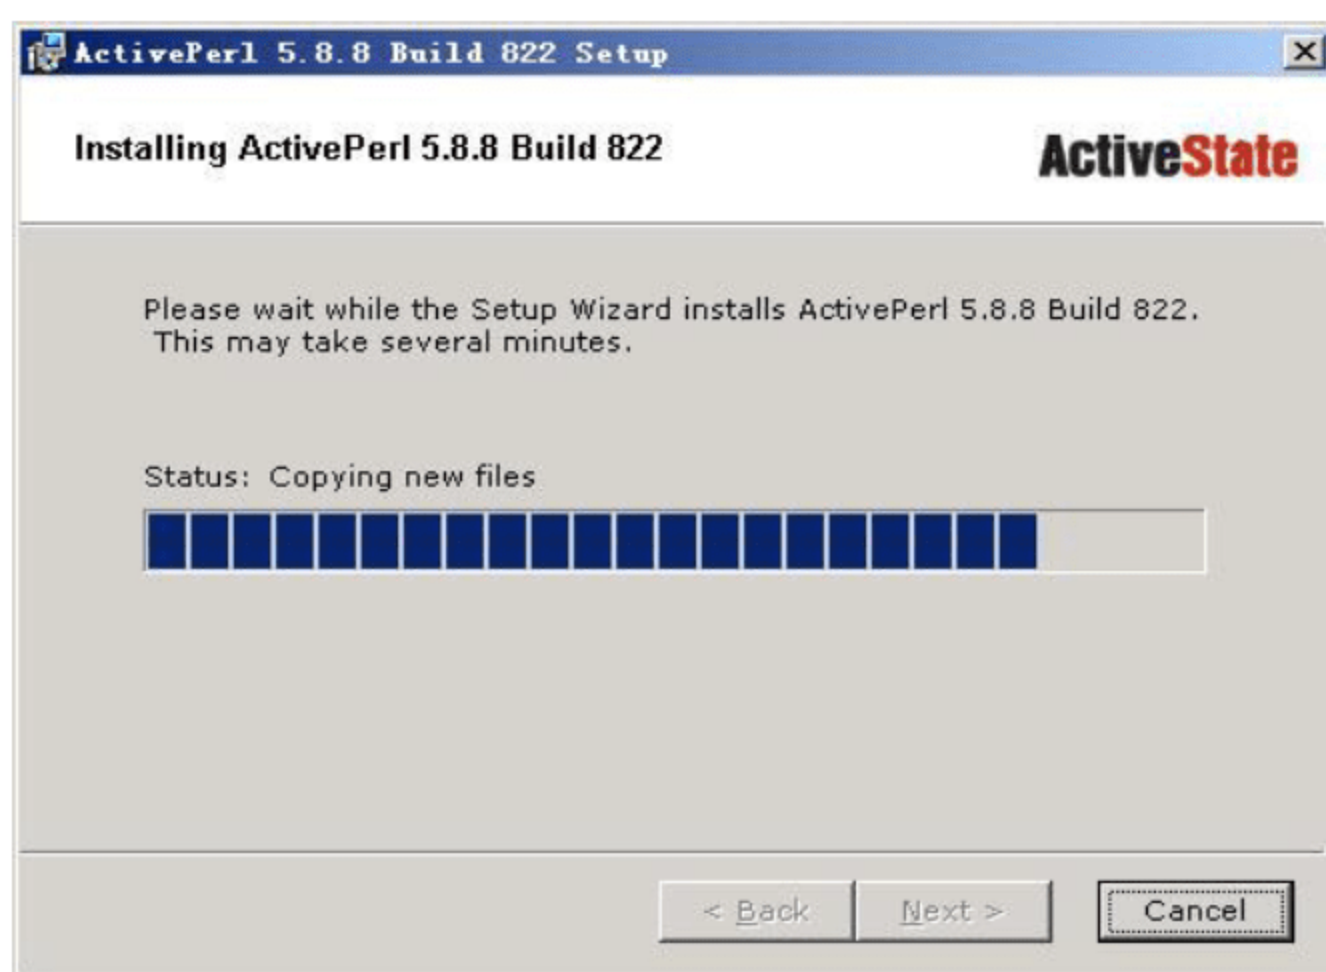 ActivePerl 5.8.8 Build 822 Setup
Installing ActivePerl 5.8.8 Build 822
ActiveState
Please wait while the Setup Wizard installs ActivePerl 5.8.8 Build 822.
This may take several minutes.
Status: Copying new files
< Back
Next >
Cancel